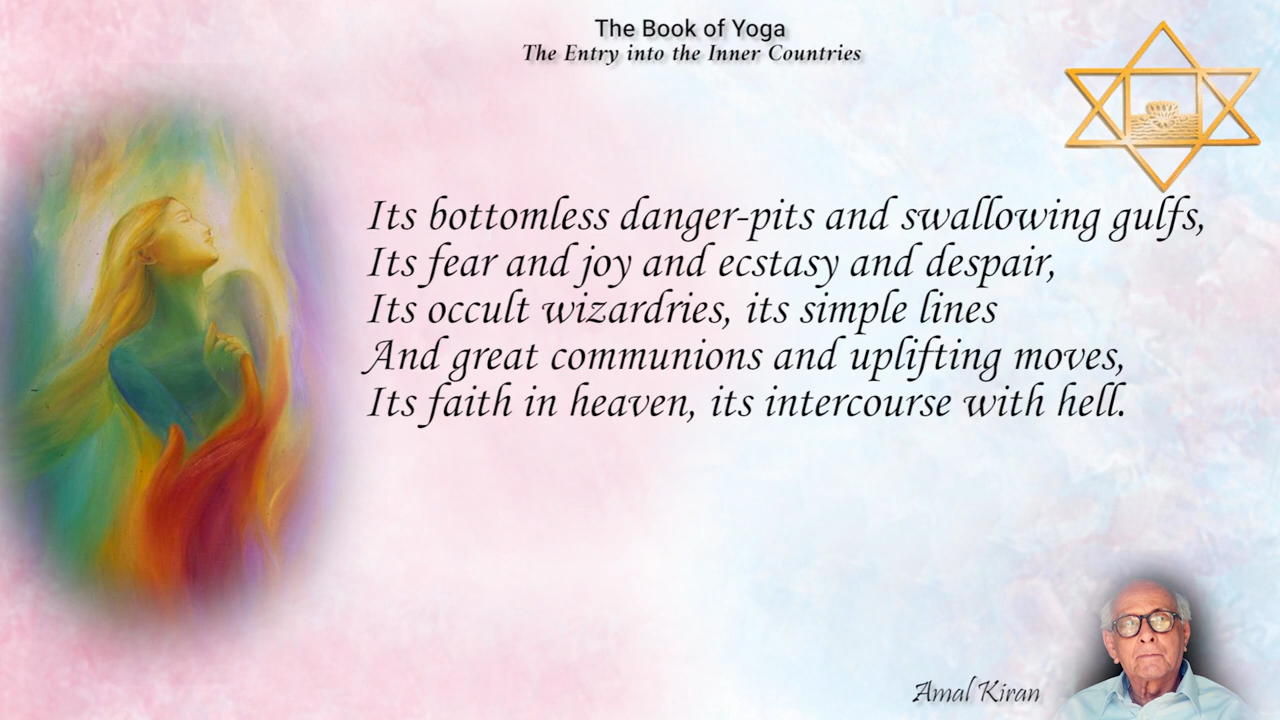 The Book of Yoga
The Entry into the Inner Countries
Its bottomless danger-pits and swallowing gulfs,
Its fear and joy and ecstasy and despair,
Its occult wizardries, its simple lines
And great communions and uplifting moves,
Its faith in heaven, its intercourse with hell.
Amal Kiran